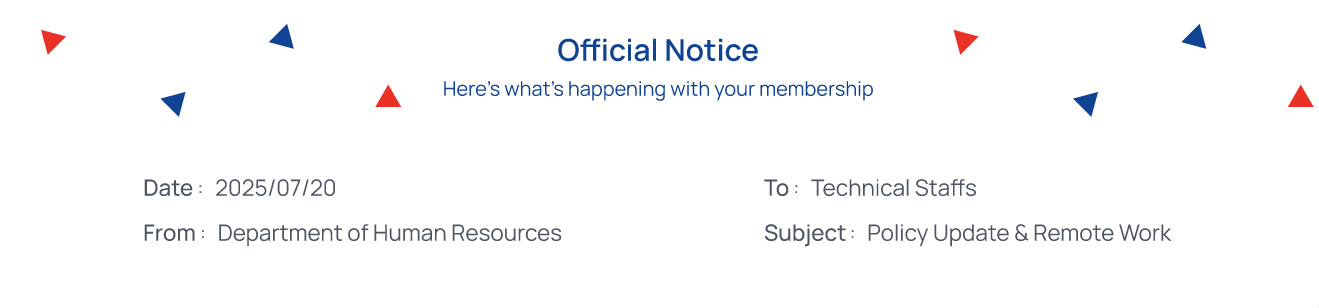 Official Notice
Here's what's happening with your membership
Date : 2025/07/20
To : Technical Staffs
From : Department of Human Resources
Subject : Policy Update & Remote Work